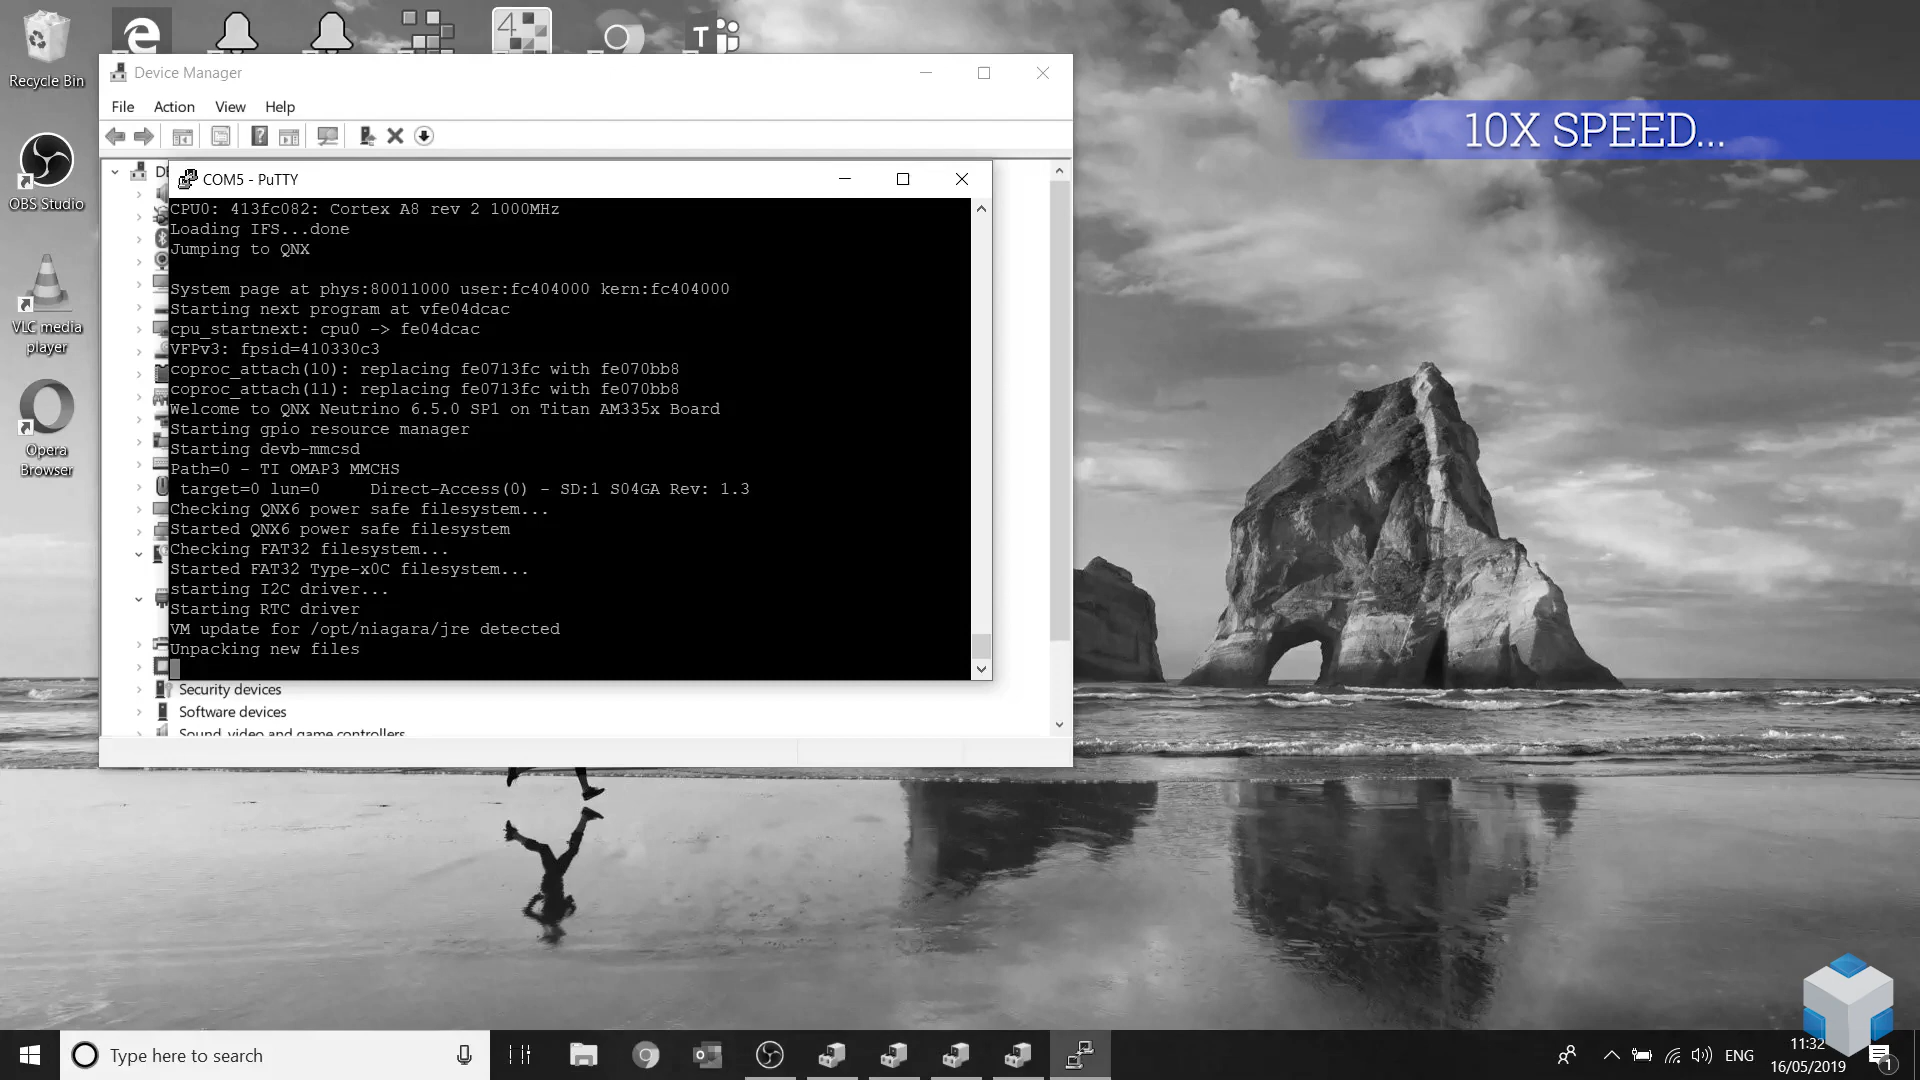 Recycle Bin
OBS Studio
VLC media
player
Opera
Browser
Device Manager
File Action View Help
COM5 - PuTTY
CPU0: 413fc082: Cortex A8 rev 2 1000MHz
Loading IFS...done
Jumping to QNX
System page at phys:80011000 user:fc404000 kern:fc404000
Starting next program at vfe04dcac
cpu_startnext: cpu0 -> fe04dcac
VFPv3: fpsid=410330c3
coproc_attach(10): replacing fe0713fc with fe070bb8
coproc_attach(11): replacing fe0713fc with fe070bb8
Welcome to QNX Neutrino 6.5.0 SP1 on Titan AM335x Board
Starting gpio resource manager
Starting devb-mmcsd
Path=0 - TI OMAP3 MMCHS
target=0 lun=0 Direct-Access(0) - SD:1 S04GA Rev: 1.3
Checking QNX6 power safe filesystem...
Started QNX6 power safe filesystem
Checking FAT32 filesystem...
Started FAT32 Type-x0C filesystem...
starting I2C driver...
Starting RTC driver
VM update for /opt/niagara/jre detected
Unpacking new files
Security devices
Software devices
Sound, video and game controllers
10X SPEED...
Type here to search
ENG
11:32
16/05/2019
1